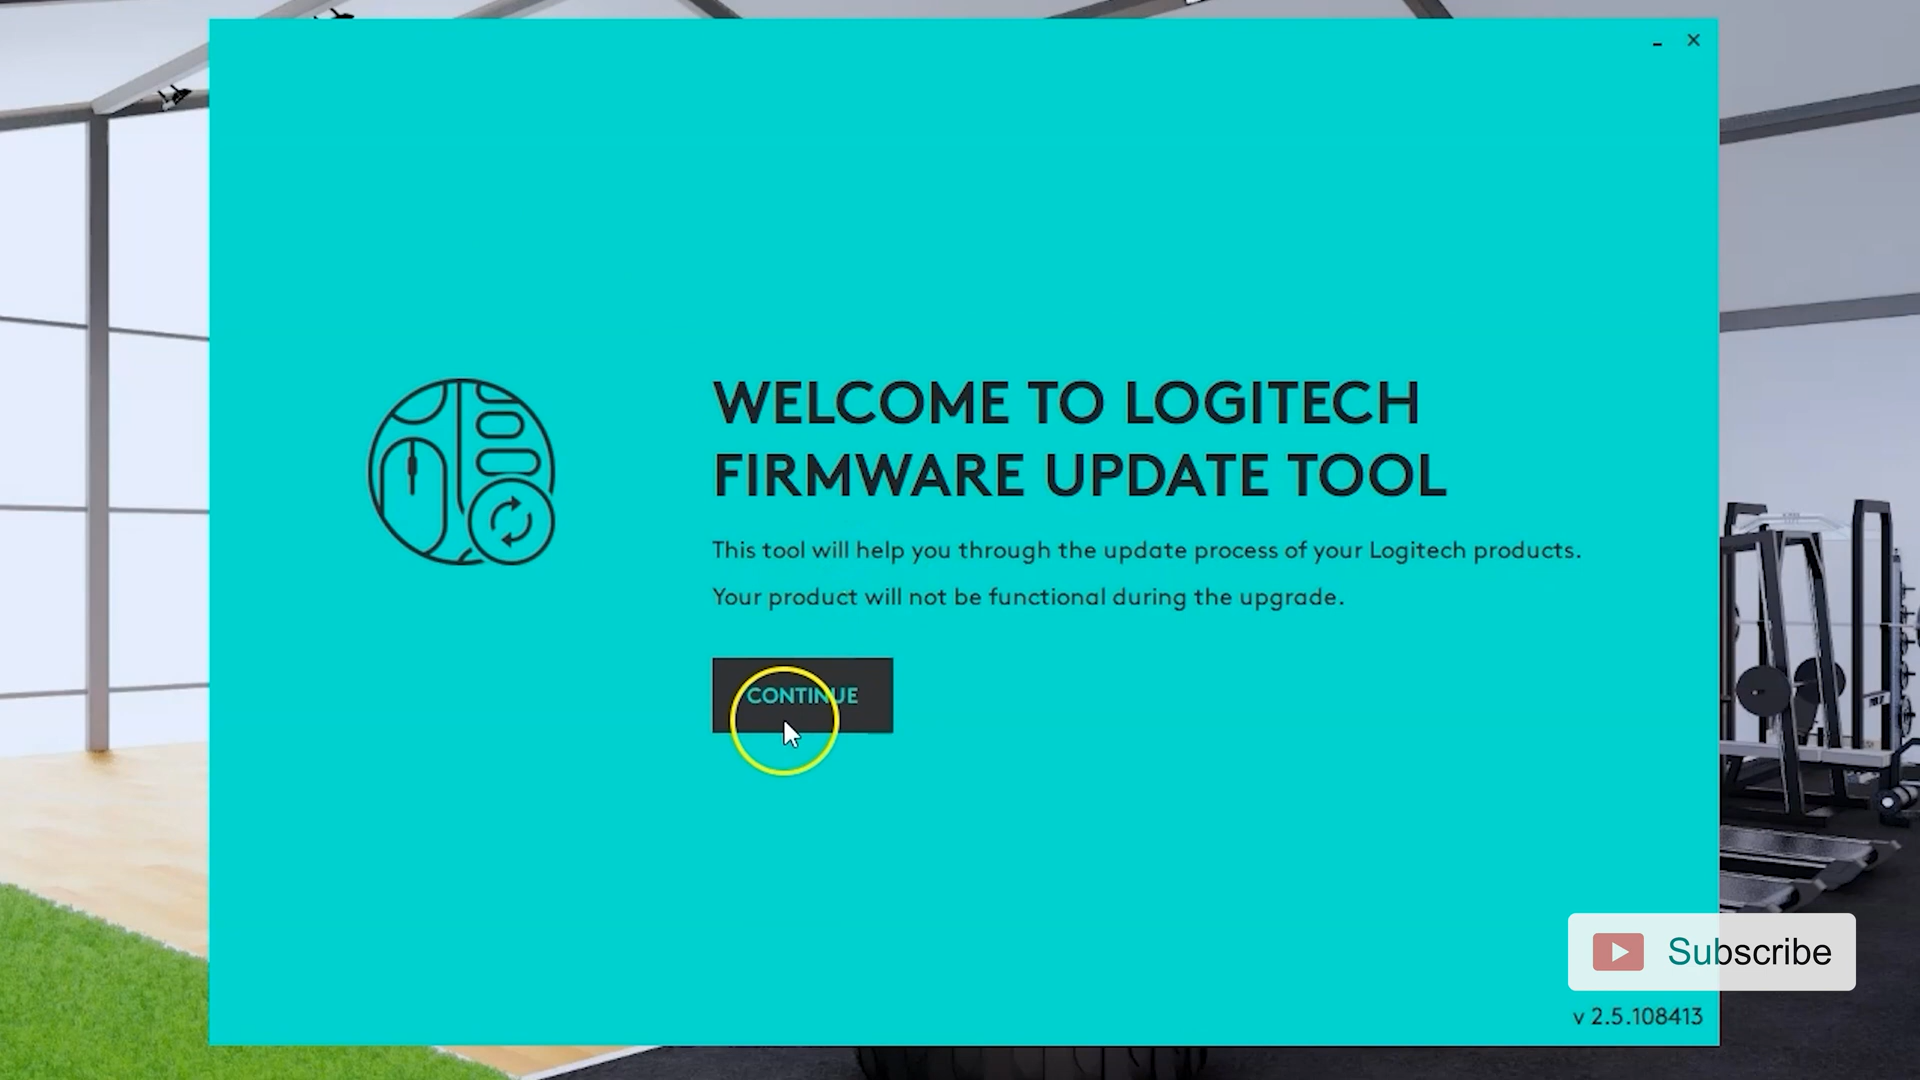 WELCOME TO LOGITECH
FIRMWARE UPDATE TOOL
This tool will help you through the update process of your Logitech products.
Your product will not be functional during the upgrade.
CONTINUE
Subscribe
v 2.5.108413